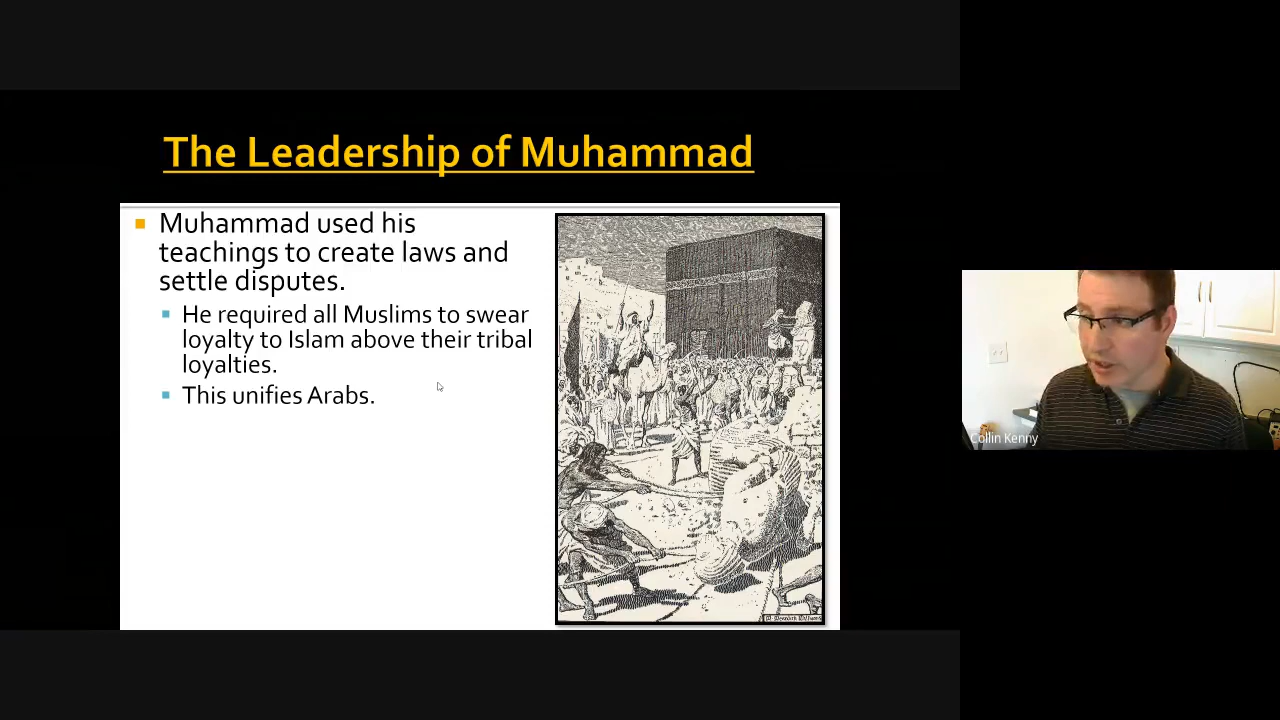 The Leadership of Muhammad
Muhammad used his
teachings to create laws and
settle disputes.
He required all Muslims to swear
loyalty to Islam above their tribal
loyalties.
This unifies Arabs.
Collin Kenny